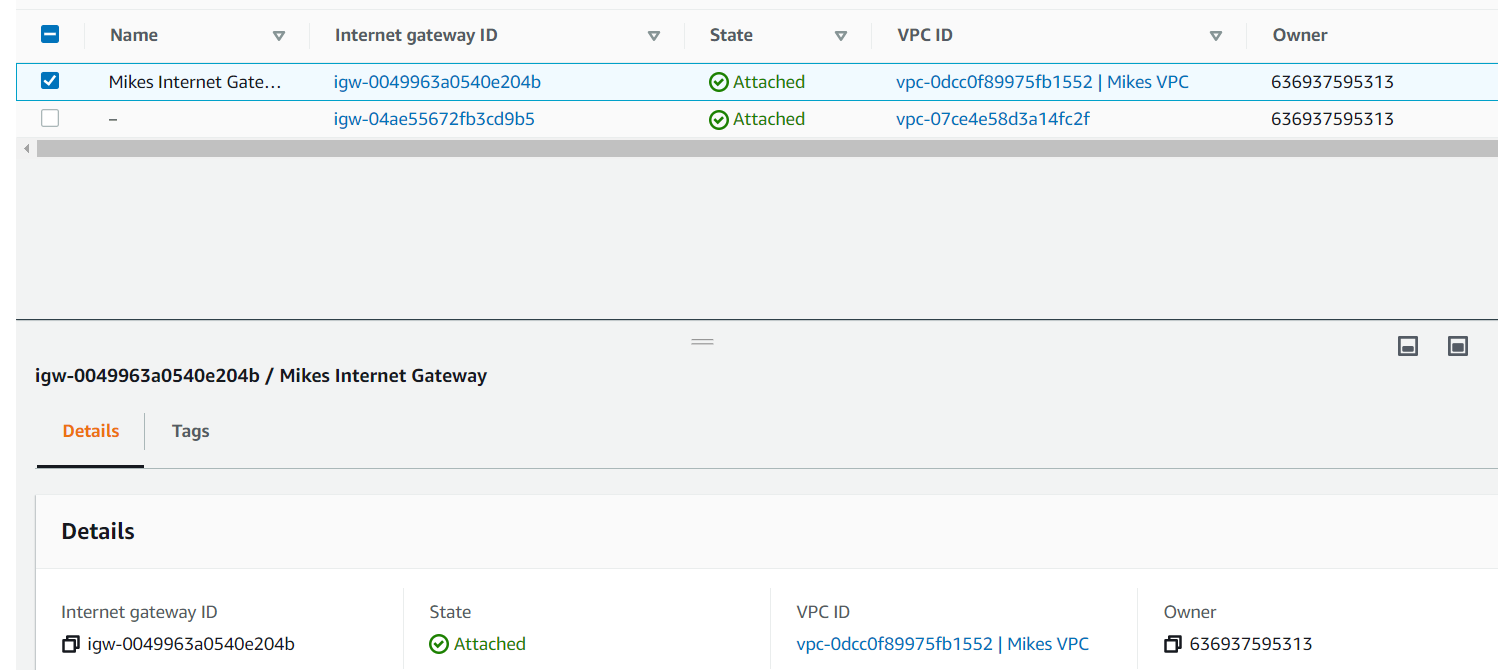 Name Internet gateway ID State VPC ID Owner
Mikes Internet Gate... igw-0049963a0540e204b Attached vpc-0dcc0f89975fb1552 | Mikes VPC 636937595313
– igw-04ae55672fb3cd9b5 Attached vpc-07ce4e58d3a14fc2f 636937595313
igw-0049963a0540e204b / Mikes Internet Gateway
Details Tags
Details
Internet gateway ID State VPC ID Owner
igw-0049963a0540e204b Attached vpc-0dcc0f89975fb1552 | Mikes VPC 636937595313